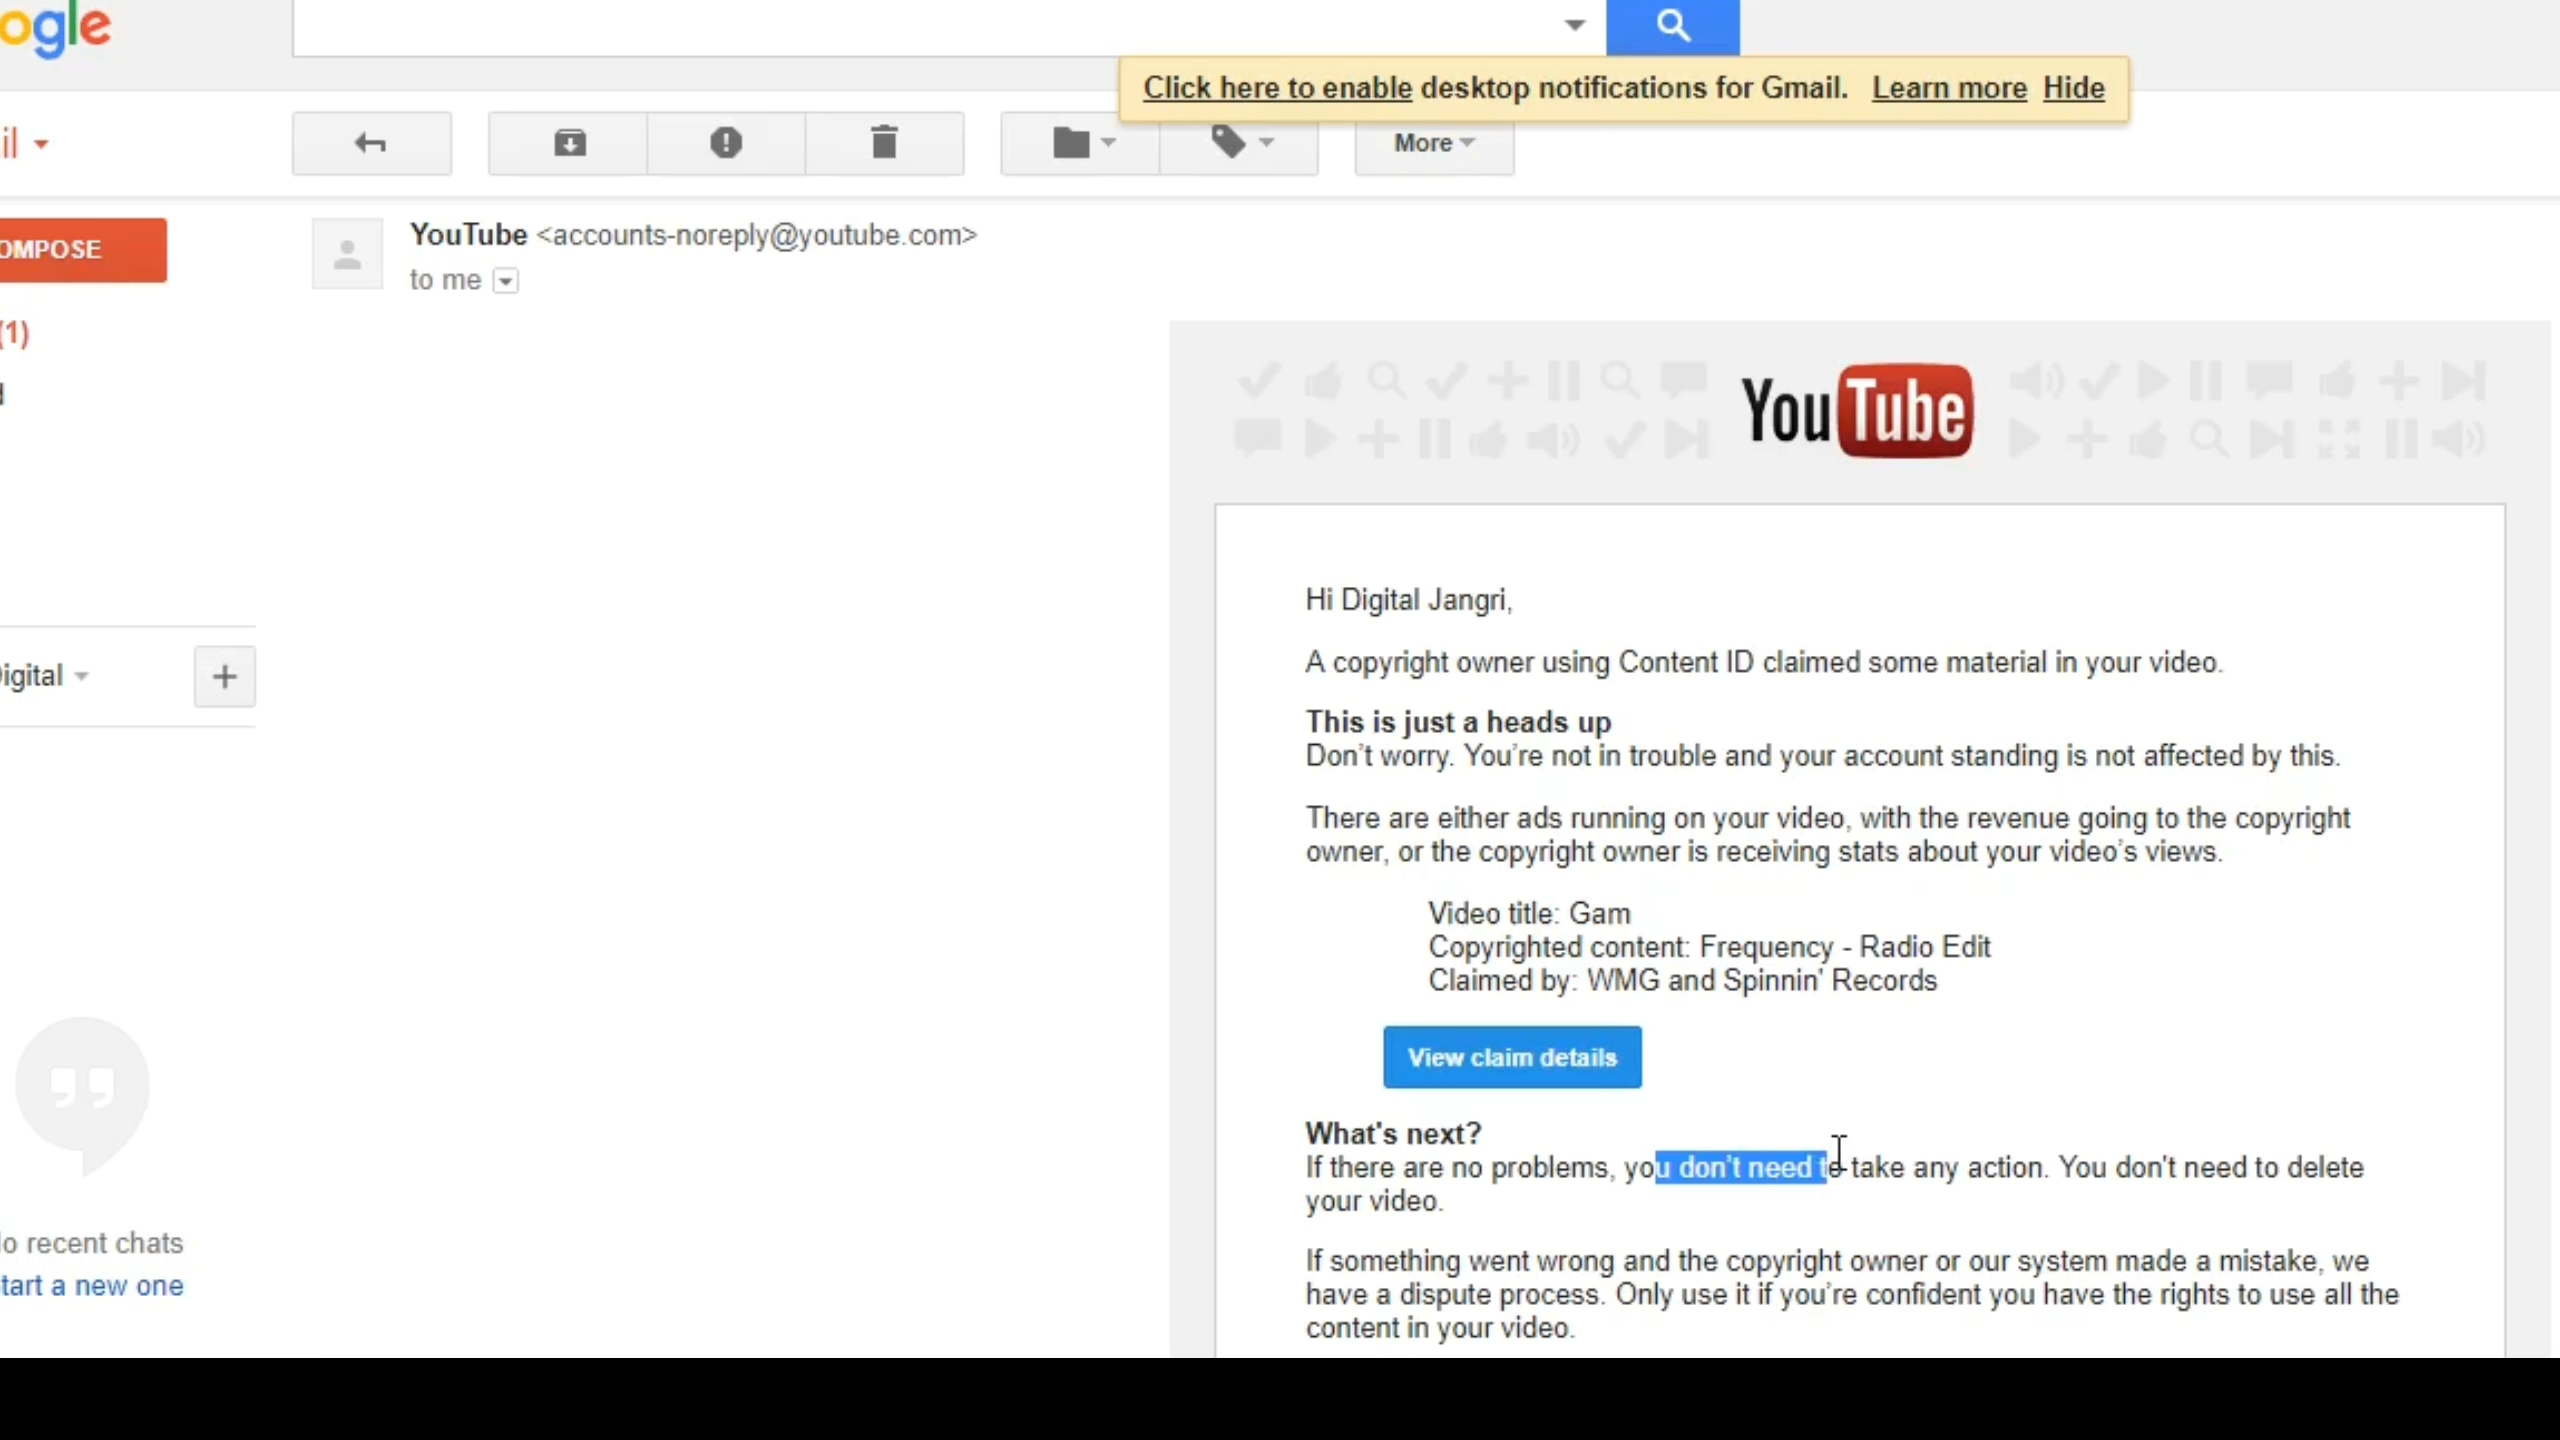 ogle
Click here to enable desktop notifications for Gmail. Learn more Hide
il
More
OMPOSE
YouTube <accounts-noreply@youtube.com>
to me
(1)
YouTube
Hi Digital Jangri,
A copyright owner using Content ID claimed some material in your video.
This is just a heads up
Don't worry. You're not in trouble and your account standing is not affected by this.
There are either ads running on your video, with the revenue going to the copyright
owner, or the copyright owner is receiving stats about your video's views.
Video title: Gam
Copyrighted content: Frequency - Radio Edit
Claimed by: WMG and Spinnin' Records
View claim details
What's next?
If there are no problems, you don't need to take any action. You don't need to delete
your video.
If something went wrong and the copyright owner or our system made a mistake, we
have a dispute process. Only use it if you're confident you have the rights to use all the
content in your video.
igital
o recent chats
tart a new one